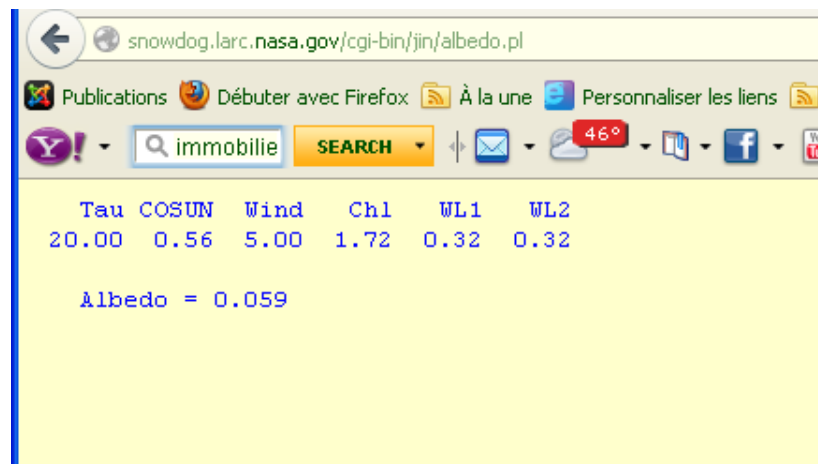 snowdog.larc.nasa.gov/cgi-bin/jin/albedo.pl
Publications Débuter avec Firefox À la une Personnaliser les liens
Y! immobilie SEARCH 46° f
Tau COSUN Wind Chl WL1 WL2
20.00 0.56 5.00 1.72 0.32 0.32
Albedo = 0.059